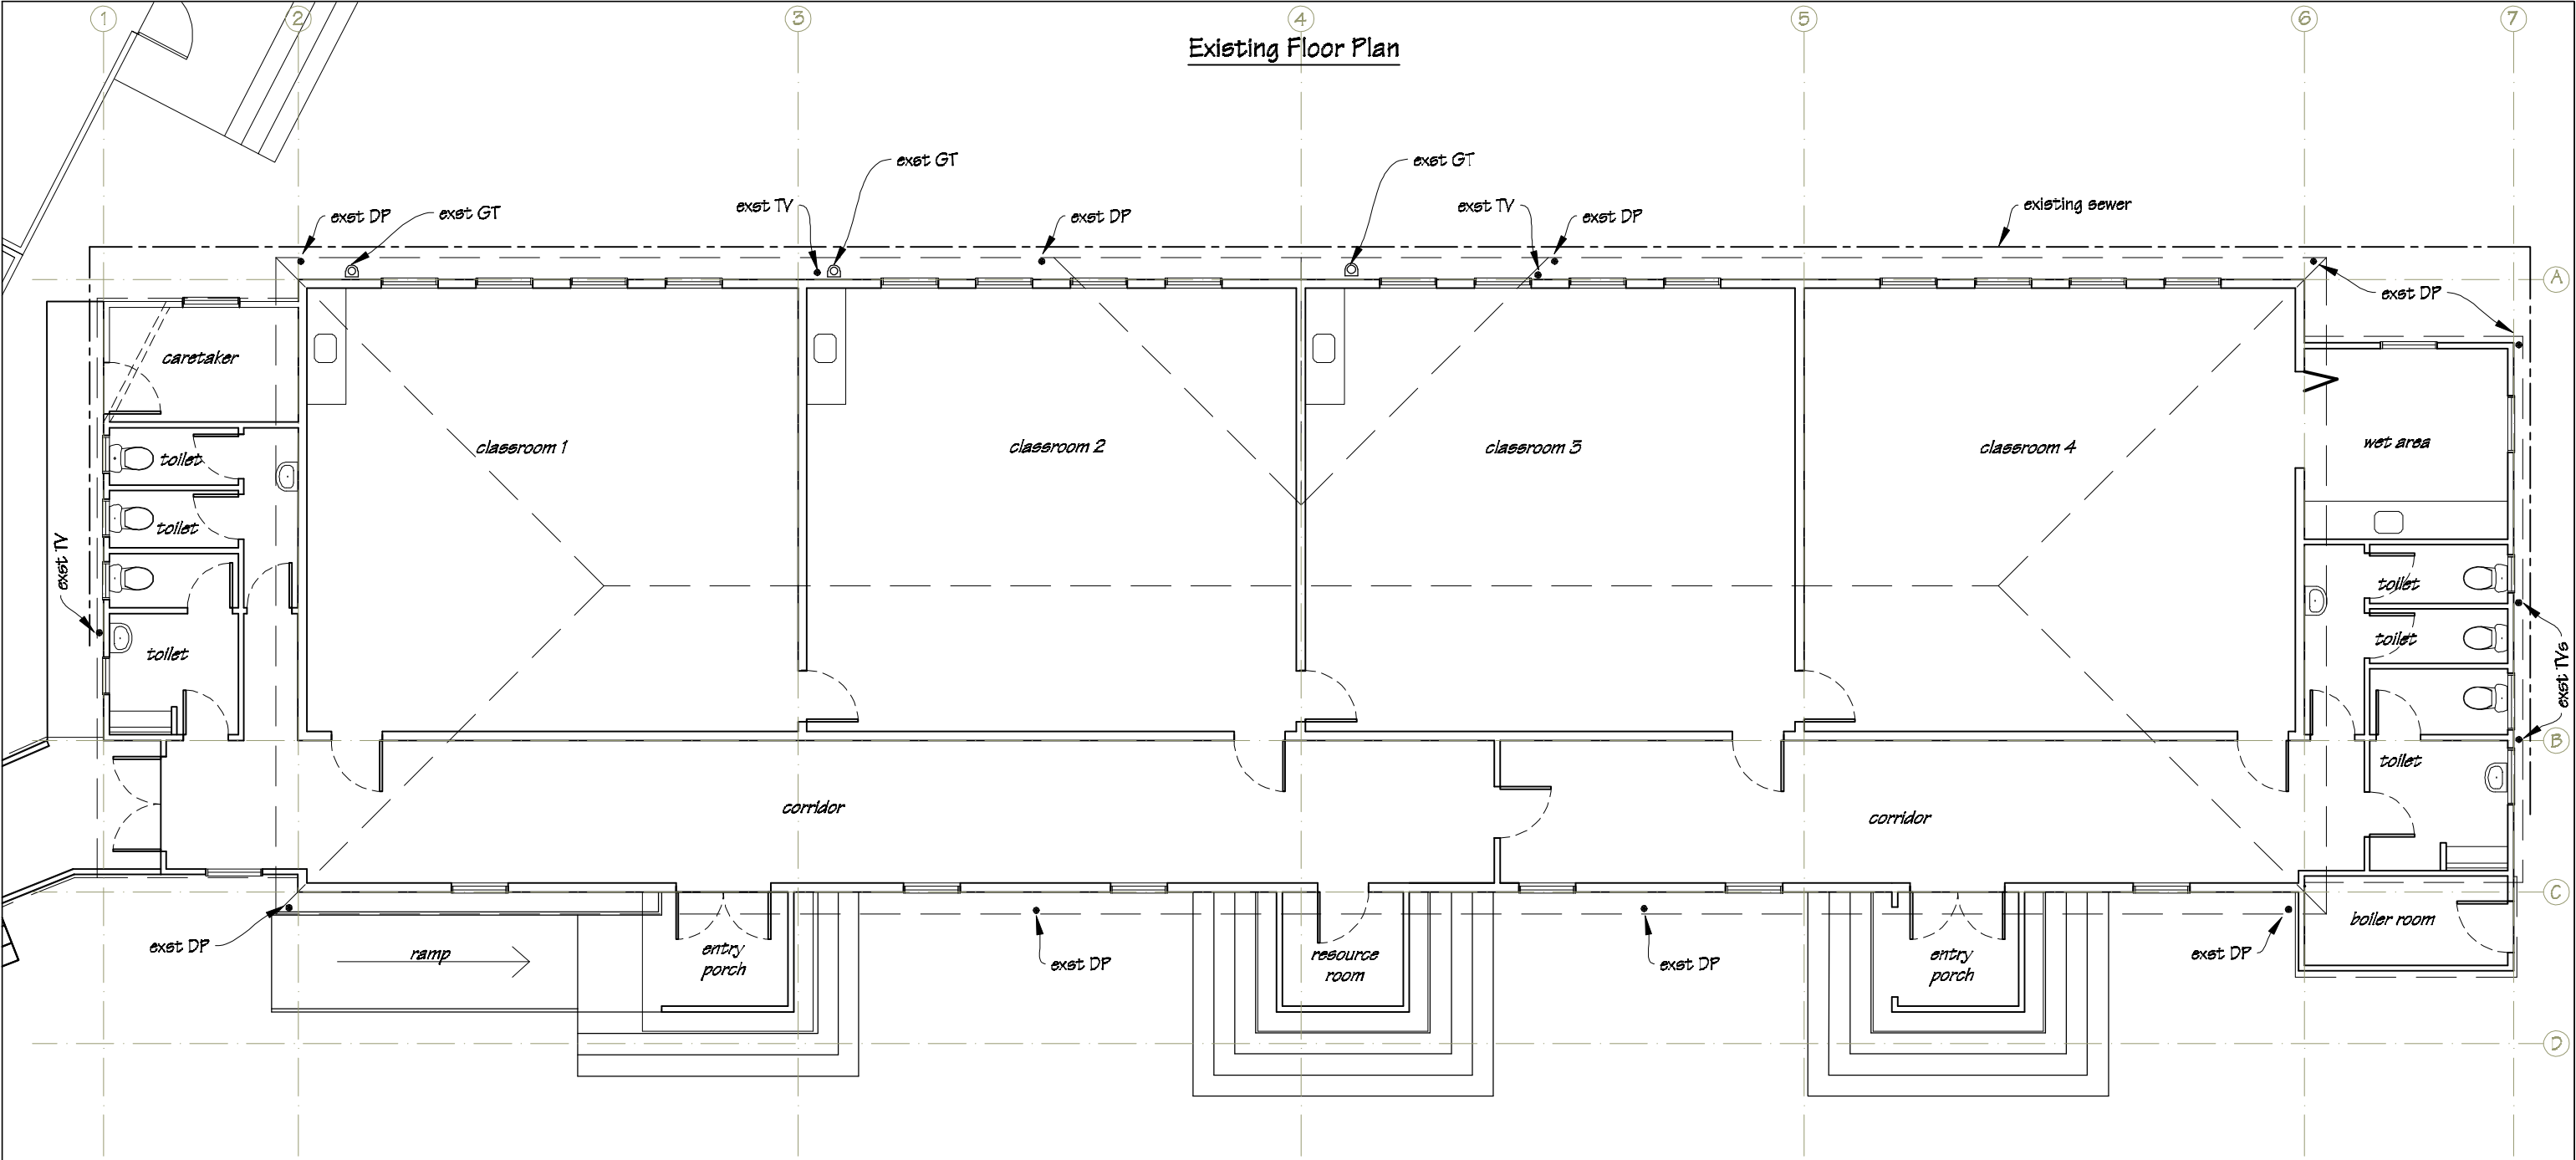 1
2
3
4
5
6
7
Existing Floor Plan
exst GT
exst GT
exst DP
exst GT
exst TV
exst DP
exst TV
exst DP
existing sewer
A
exst DP
caretaker
classroom 1
classroom 2
classroom 3
classroom 4
wet area
toilet
toilet
exst TV
toilet
toilet
toilet
toilet
exst TVs
B
toilet
corridor
corridor
C
exst DP
ramp
entry
porch
exst DP
resource
room
exst DP
entry
porch
exst DP
boiler room
D